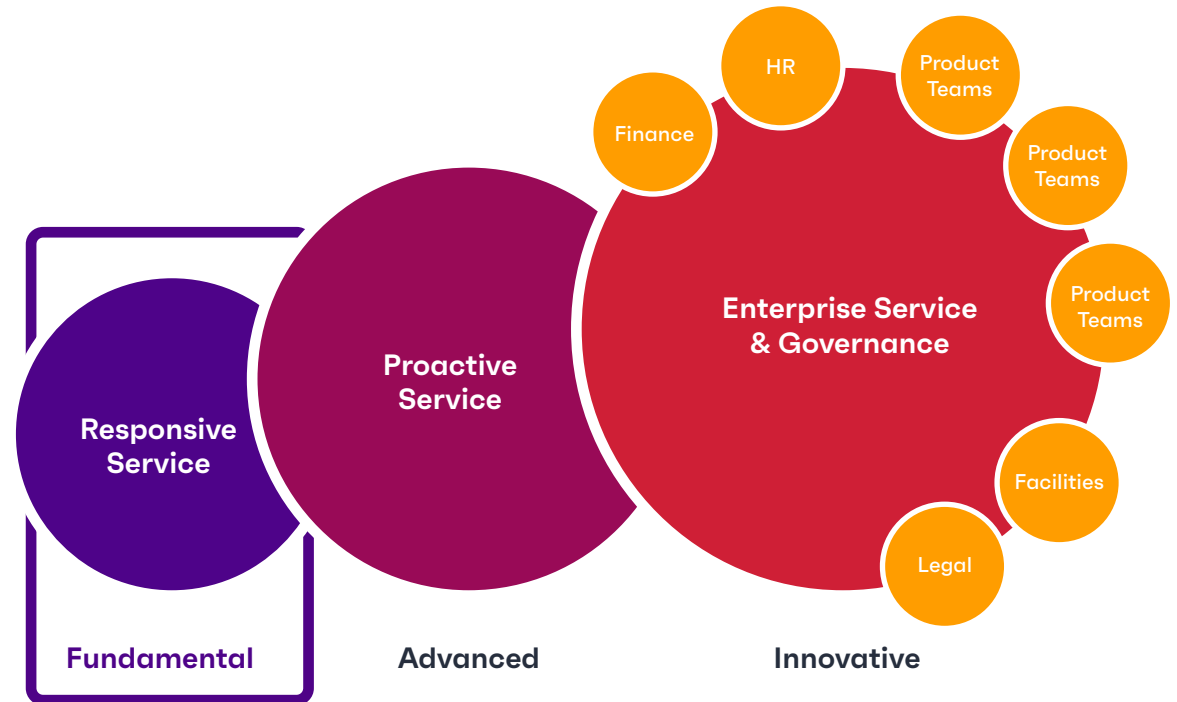 HR
Product
Teams
Finance
Product
Teams
Product
Teams
Enterprise Service
& Governance
Proactive
Service
Responsive
Service
Facilities
Legal
Fundamental
Advanced
Innovative